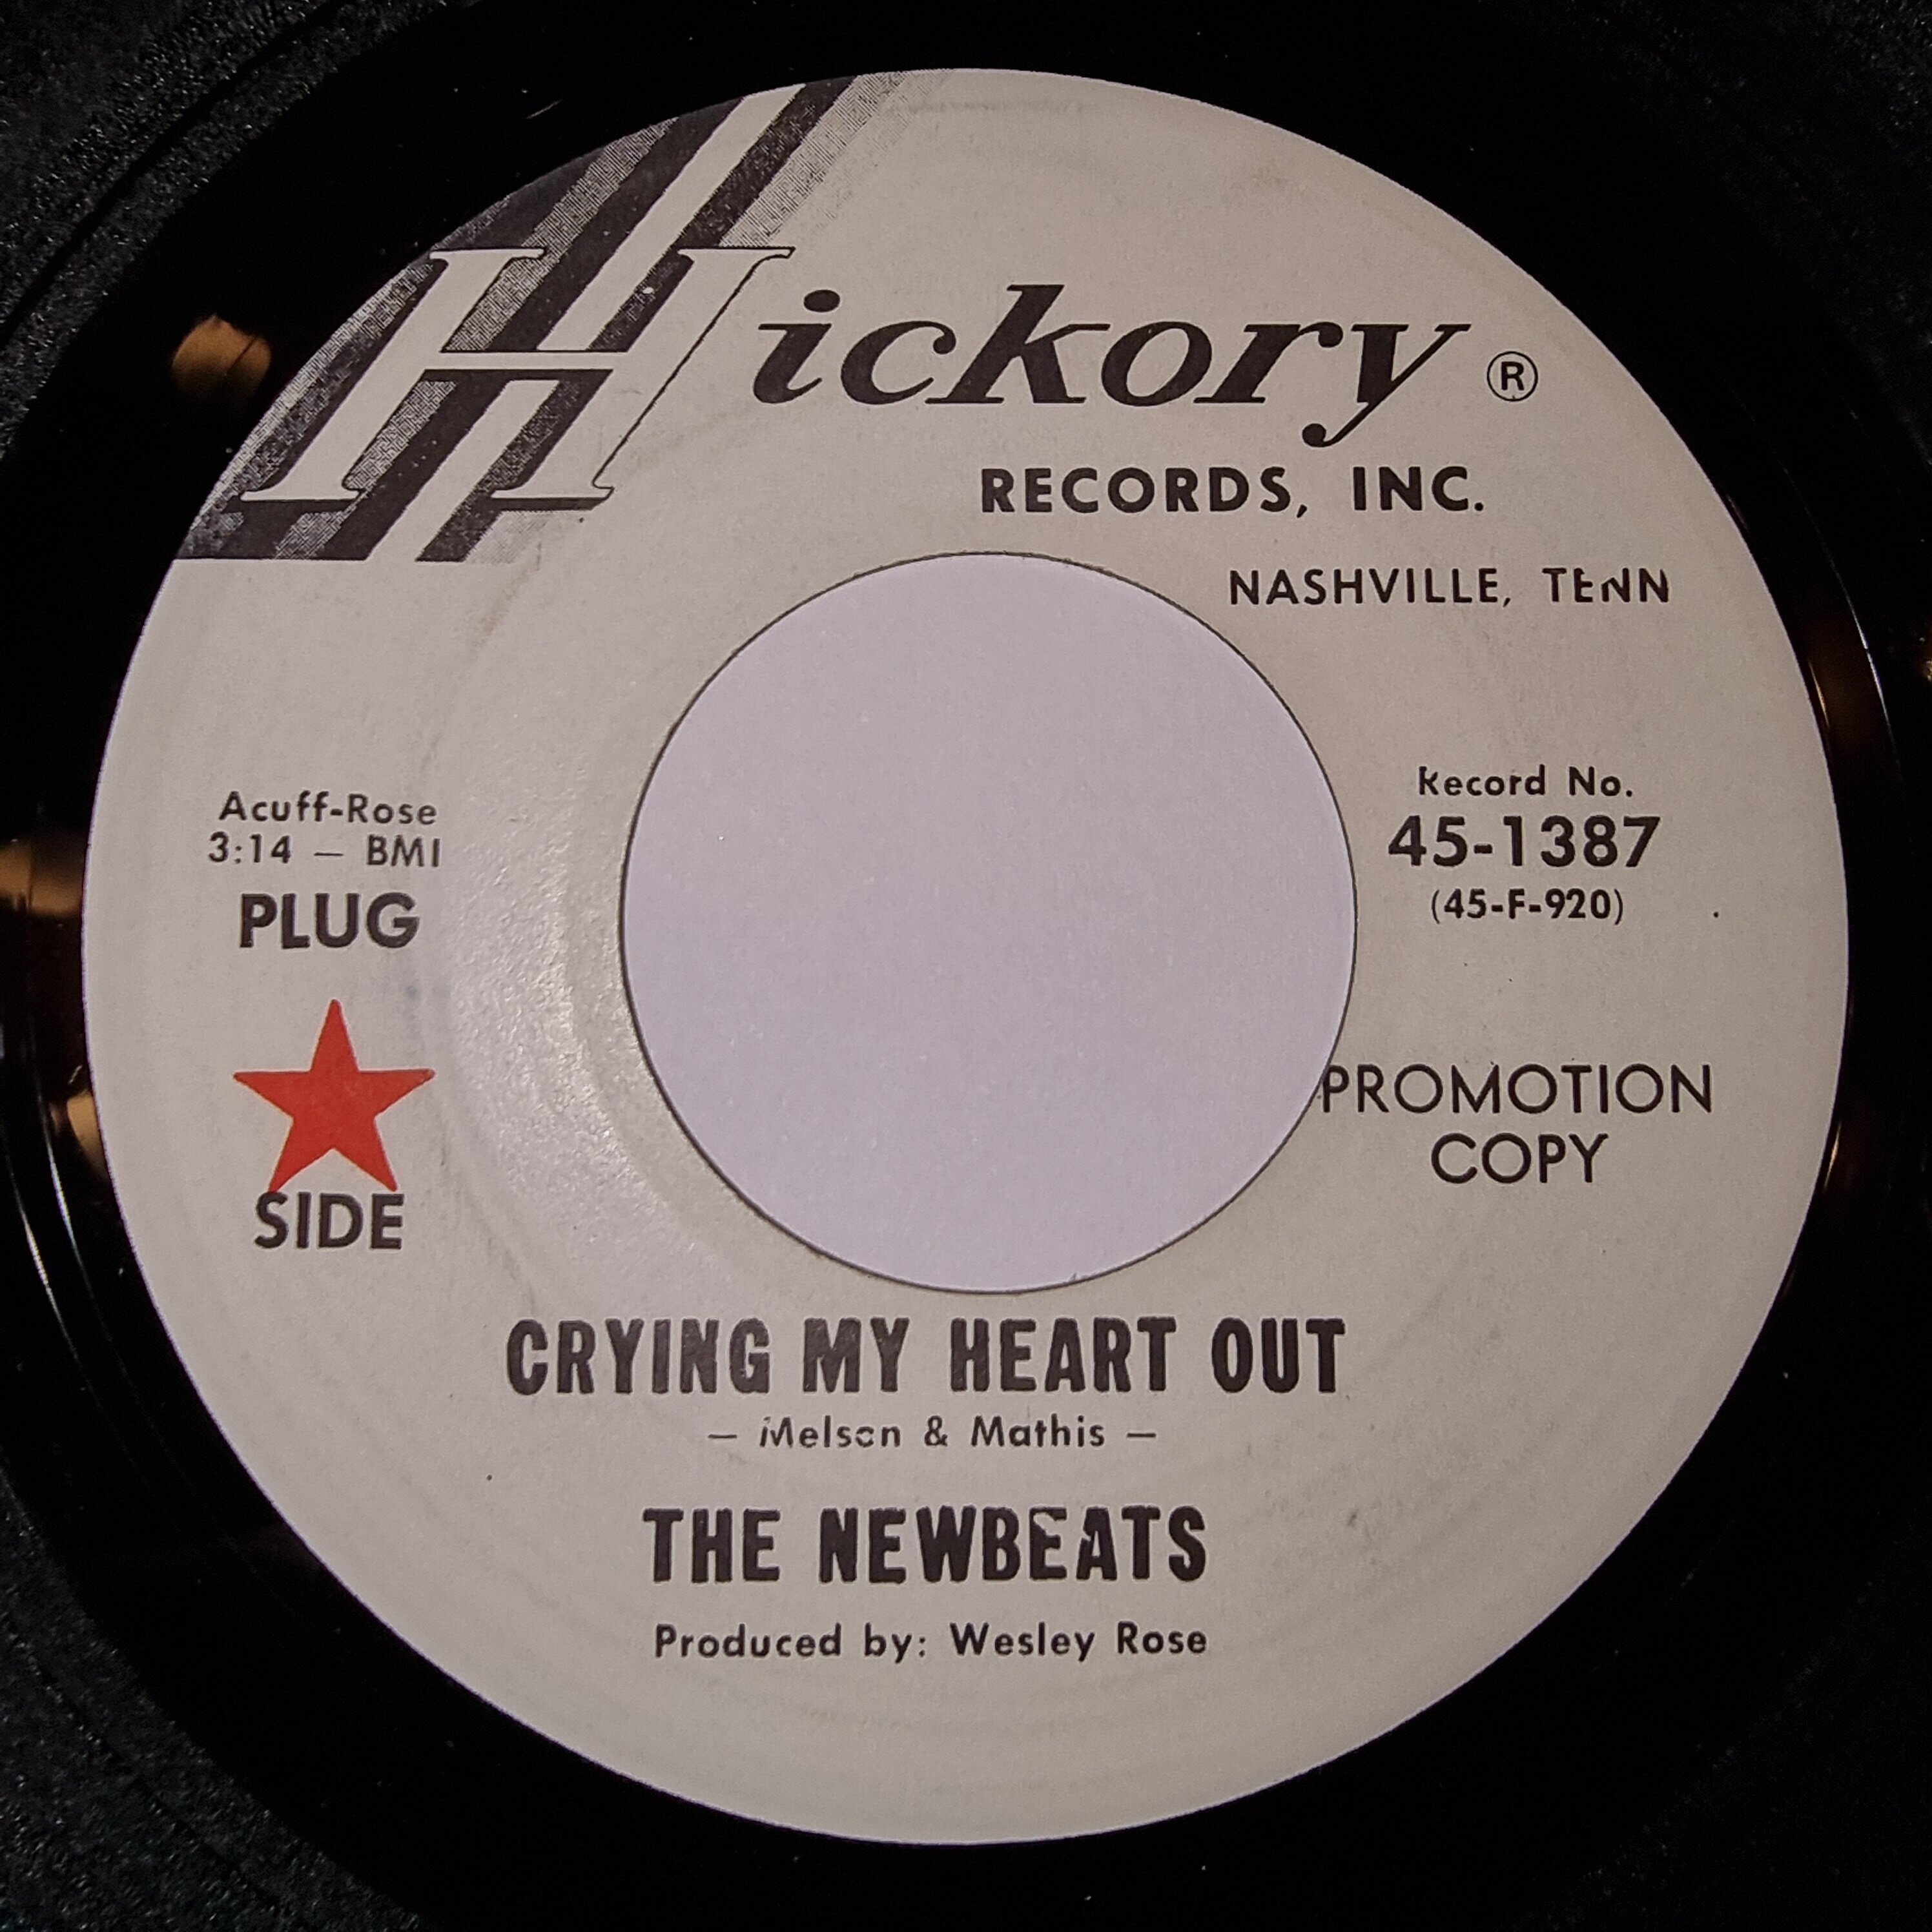 Hickory ®
RECORDS, INC.
NASHVILLE, TENN
Acuff-Rose
3:14 — BMI
PLUG
SIDE
Record No.
45-1387
(45-F-920)
PROMOTION
COPY
CRYING MY HEART OUT
— Melson & Mathis —
THE NEWBEATS
Produced by: Wesley Rose